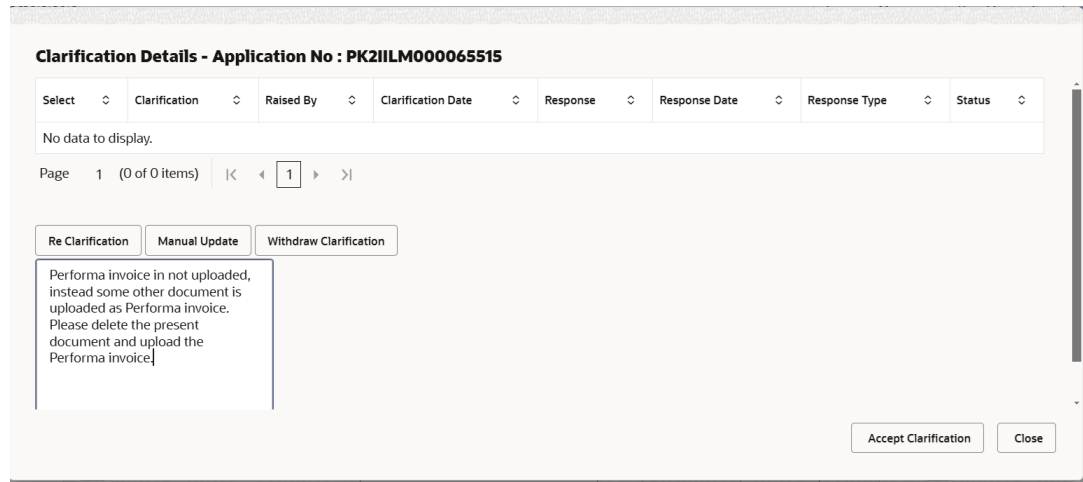 Clarification Details - Application No : PK2IILM000065515
Select Clarification Raised By Clarification Date Response Response Date Response Type Status
No data to display.
Page 1 (0 of 0 items) 1
Re Clarification Manual Update Withdraw Clarification
Performa invoice in not uploaded,
instead some other document is
uploaded as Performa invoice.
Please delete the present
document and upload the
Performa invoice.
Accept Clarification Close